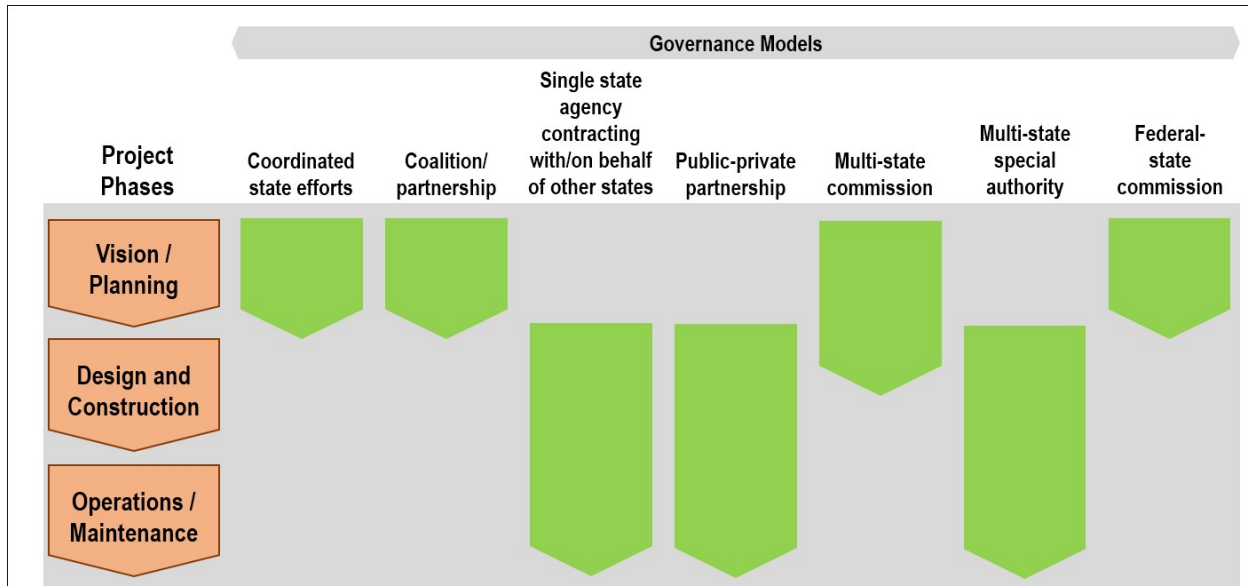 Governance Models
Project
Phases
Coordinated
state efforts
Coalition/
partnership
Single state
agency
contracting
with/on behalf
of other states
Public-private
partnership
Multi-state
commission
Multi-state
special
authority
Federal-
state
commission
Vision /
Planning
Design and
Construction
Operations /
Maintenance